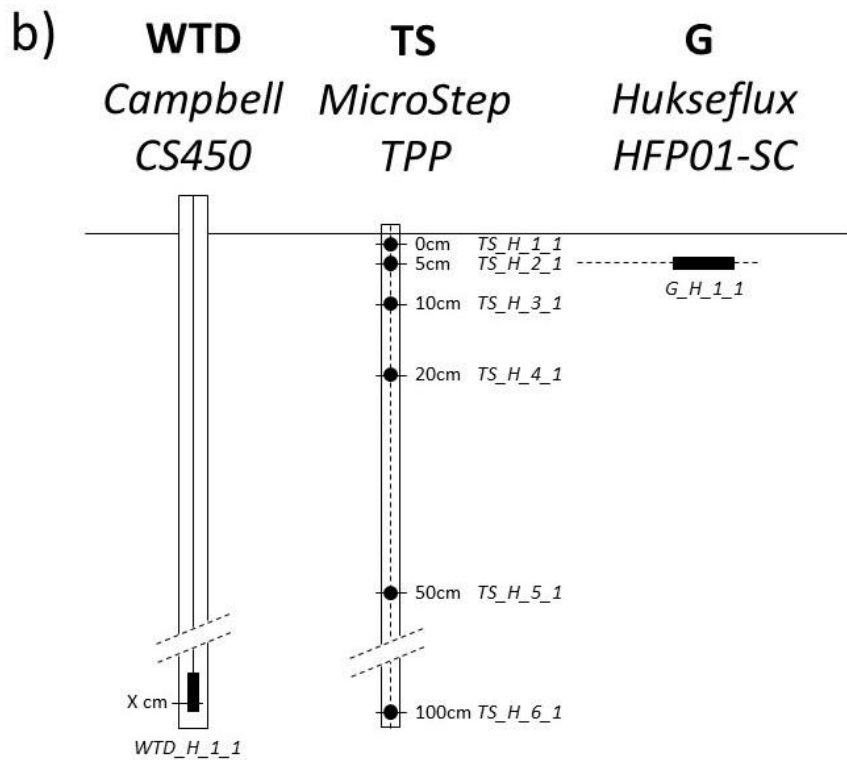 b)
WTD
TS
G
Campbell
CS450
MicroStep
TPP
Hukseflux
HFP01-SC
0cm TS_H_1_1
5cm TS_H_2_1
G_H_1_1
10cm TS_H_3_1
20cm TS_H_4_1
50cm TS_H_5_1
X cm
100cm TS_H_6_1
WTD_H_1_1